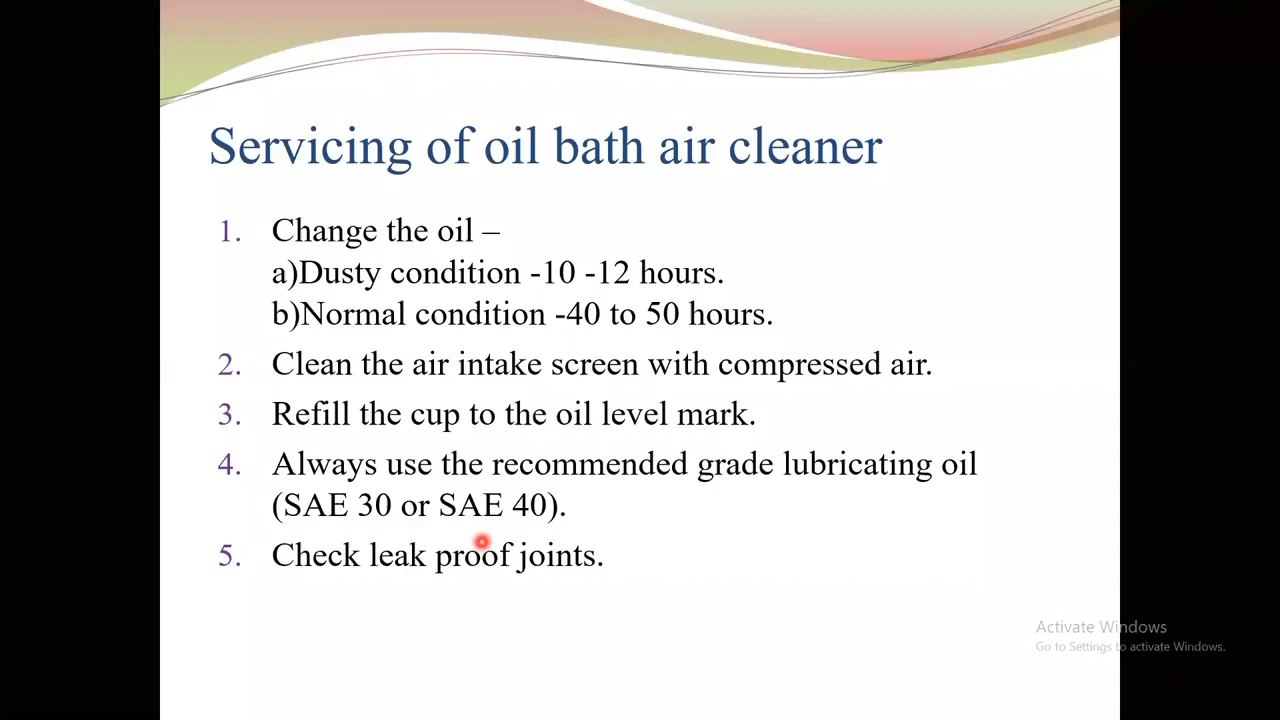 Servicing of oil bath air cleaner
1. Change the oil –
a)Dusty condition -10 -12 hours.
b)Normal condition -40 to 50 hours.
2. Clean the air intake screen with compressed air.
3. Refill the cup to the oil level mark.
4. Always use the recommended grade lubricating oil
(SAE 30 or SAE 40).
5. Check leak proof joints.
Activate Windows
Go to Settings to activate Windows.